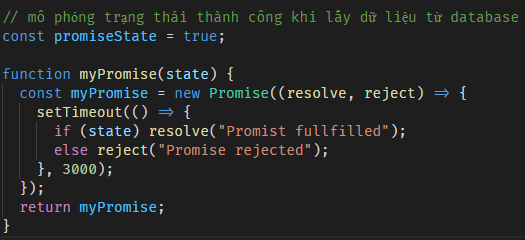 // mô phỏng trạng thái thành công khi lấy dữ liệu từ database
const promiseState = true;
function myPromise(state) {
const myPromise = new Promise((resolve, reject) => {
setTimeout(() => {
if (state) resolve("Promist fullfilled");
else reject("Promise rejected");
}, 3000);
});
return myPromise;
}